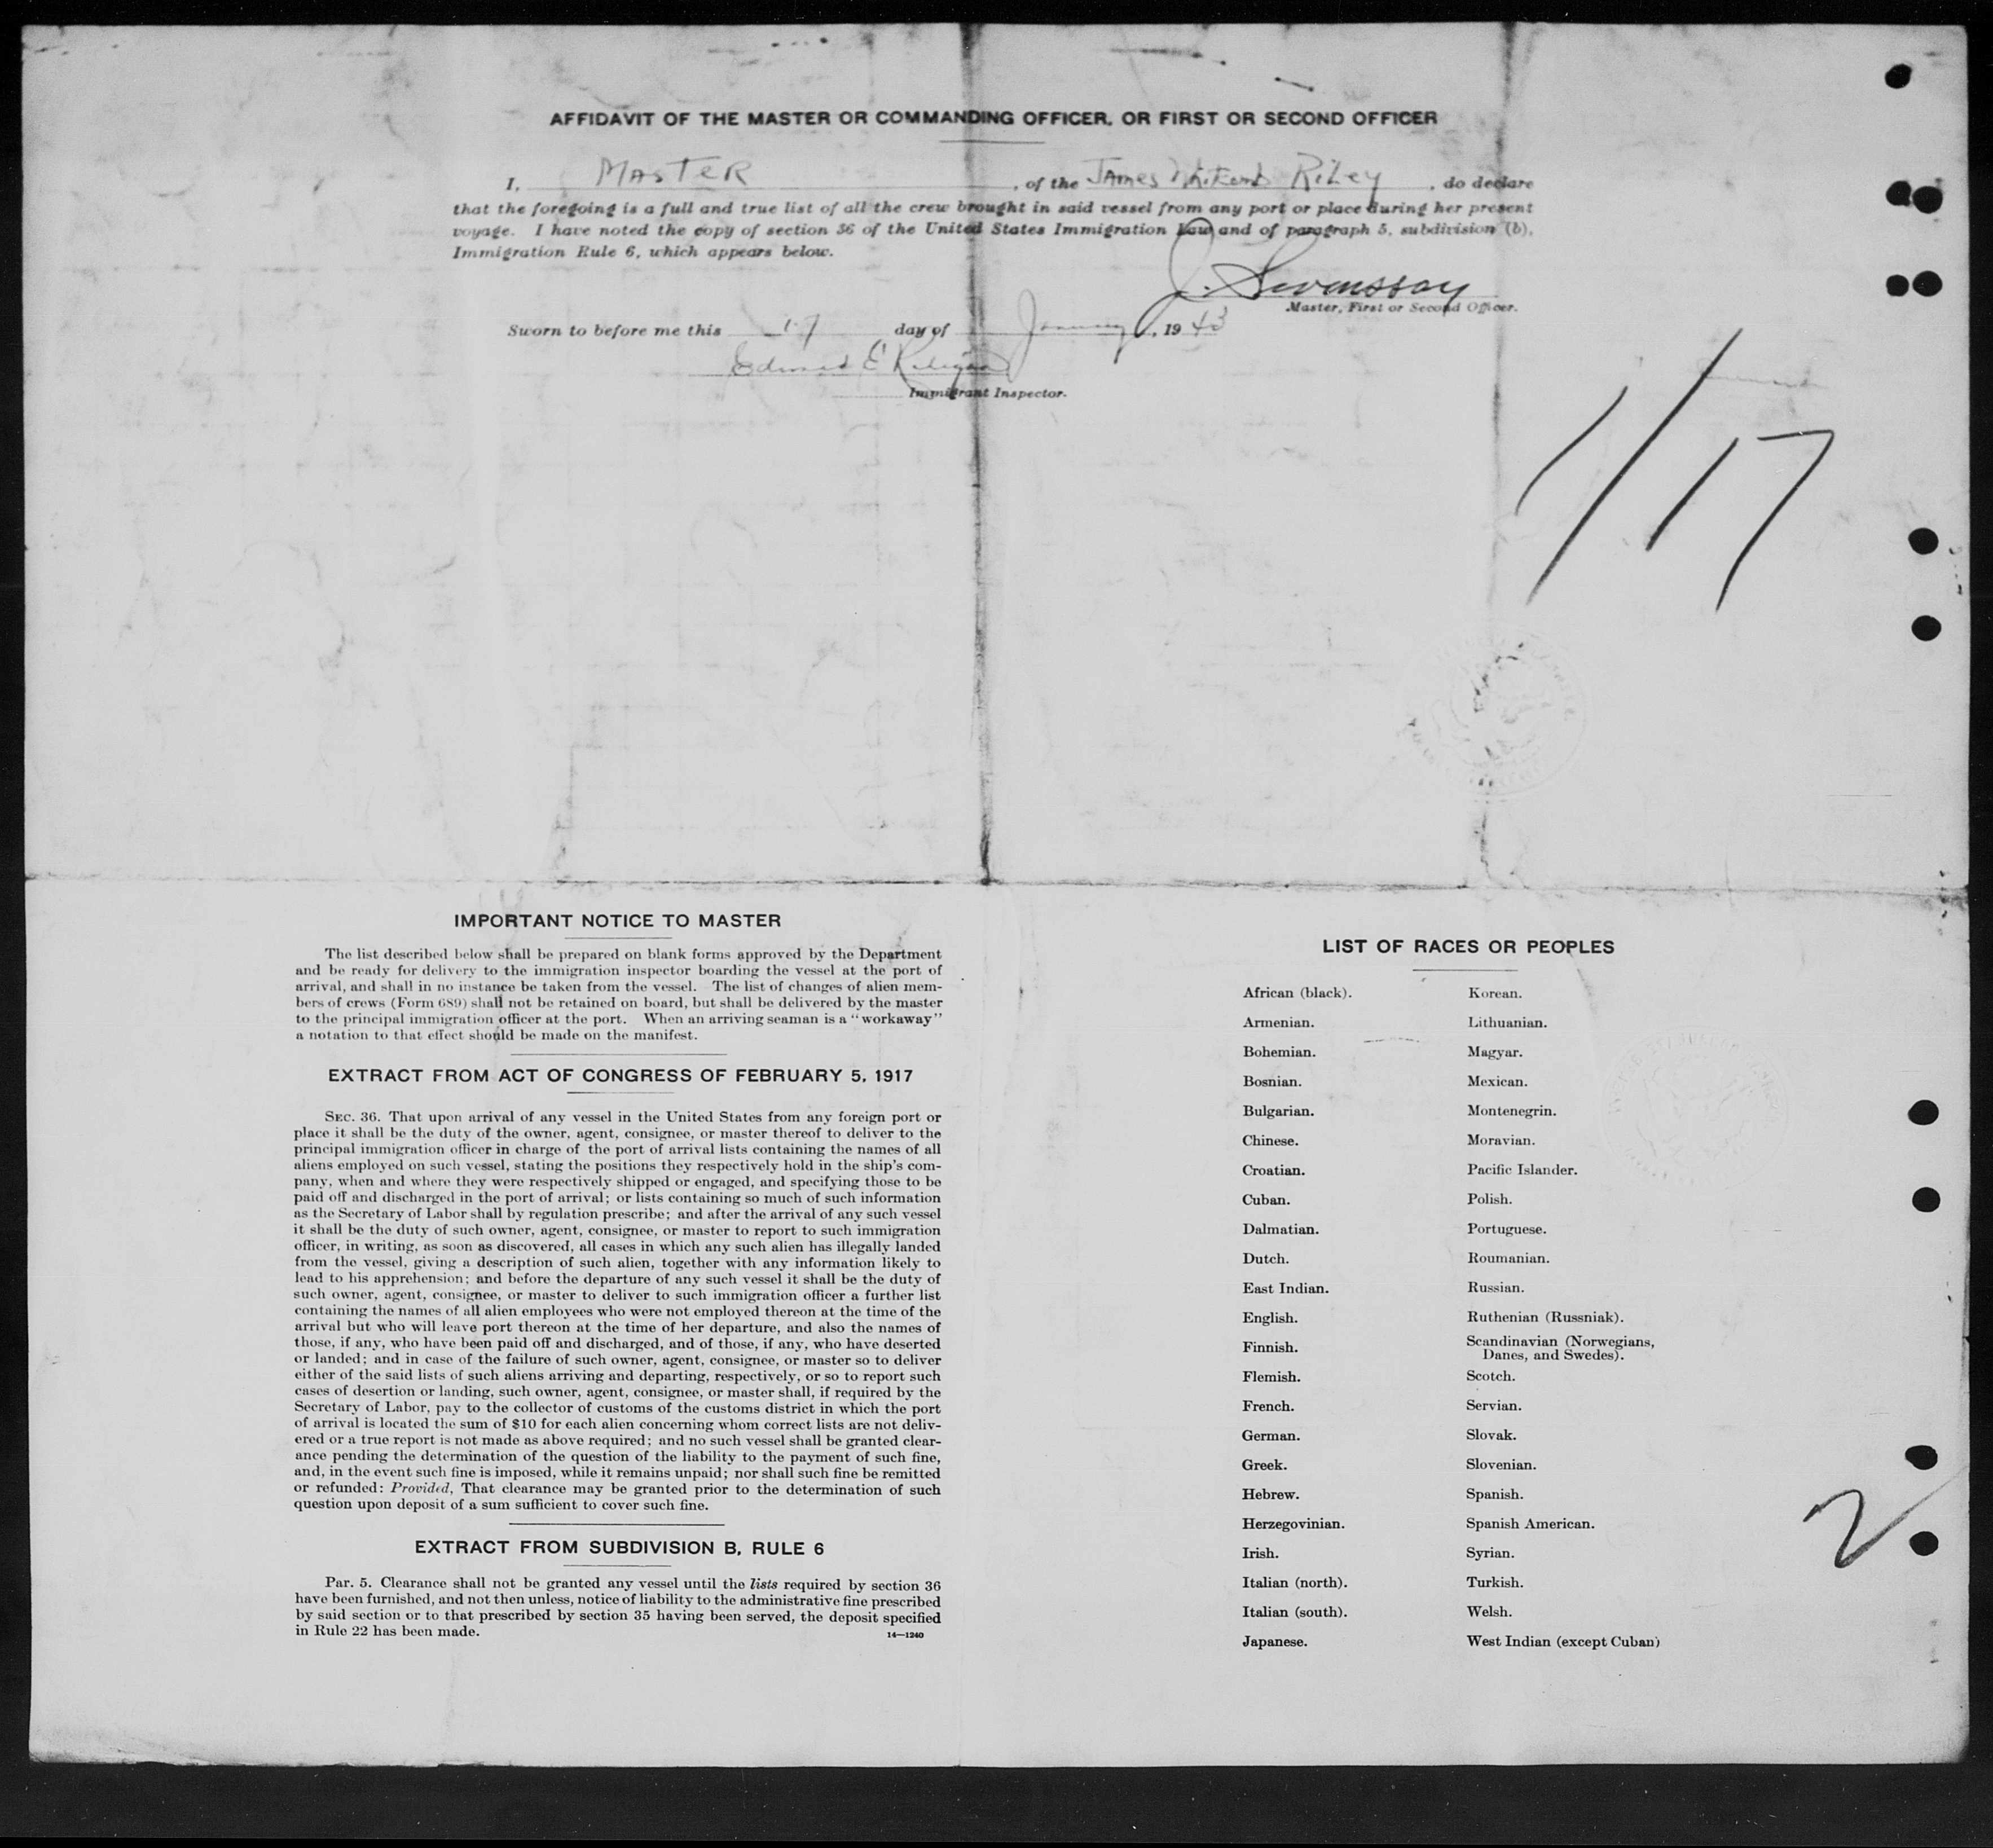 AFFIDAVIT OF THE MASTER OR COMMANDING OFFICER, OR FIRST OR SECOND OFFICER
I, MASTER, of the James Whitcomb Riley, do declare
that the foregoing is a full and true list of all the crew brought in said vessel from any port or place during her present
voyage. I have noted the copy of section 36 of the United States Immigration Law and of paragraph 5, subdivision (b),
Immigration Rule 6, which appears below.
J.
Master, First or Second Officer.
Sworn to before me this 17 day of January, 1943
Edward E
Immigrant Inspector.
1/17
IMPORTANT NOTICE TO MASTER
The list described below shall be prepared on blank forms approved by the Department
and be ready for delivery to the immigration inspector boarding the vessel at the port of
arrival, and shall in no instance be taken from the vessel. The list of changes of alien mem-
bers of crews (Form 689) shall not be retained on board, but shall be delivered by the master
to the principal immigration officer at the port. When an arriving seaman is a "workaway"
a notation to that effect should be made on the manifest.
EXTRACT FROM ACT OF CONGRESS OF FEBRUARY 5, 1917
SEC. 36. That upon arrival of any vessel in the United States from any foreign port or
place it shall be the duty of the owner, agent, consignee, or master thereof to deliver to the
principal immigration officer in charge of the port of arrival lists containing the names of all
aliens employed on such vessel, stating the positions they respectively hold in the ship's com-
pany, when and where they were respectively shipped or engaged, and specifying those to be
paid off and discharged in the port of arrival; or lists containing so much of such information
as the Secretary of Labor shall by regulation prescribe; and after the arrival of any such vessel
it shall be the duty of such owner, agent, consignee, or master to report to such immigration
officer, in writing, as soon as discovered, all cases in which any such alien has illegally landed
from the vessel, giving a description of such alien, together with any information likely to
lead to his apprehension; and before the departure of any such vessel it shall be the duty of
such owner, agent, consignee, or master to deliver to such immigration officer a further list
containing the names of all alien employees who were not employed thereon at the time of the
arrival but who will leave port thereon at the time of her departure, and also the names of
those, if any, who have been paid off and discharged, and of those, if any, who have deserted
or landed; and in case of the failure of such owner, agent, consignee, or master so to deliver
either of the said lists of such aliens arriving and departing, respectively, or so to report such
cases of desertion or landing, such owner, agent, consignee, or master shall, if required by the
Secretary of Labor, pay to the collector of customs of the customs district in which the port
of arrival is located the sum of $10 for each alien concerning whom correct lists are not deliv-
ered or a true report is not made as above required; and no such vessel shall be granted clear-
ance pending the determination of the question of the liability to the payment of such fine,
and, in the event such fine is imposed, while it remains unpaid; nor shall such fine be remitted
or refunded: Provided, That clearance may be granted prior to the determination of such
question upon deposit of a sum sufficient to cover such fine.
EXTRACT FROM SUBDIVISION B, RULE 6
Par. 5. Clearance shall not be granted any vessel until the lists required by section 36
have been furnished, and not then unless, notice of liability to the administrative fine prescribed
by said section or to that prescribed by section 35 having been served, the deposit specified
in Rule 22 has been made.
14—1240
LIST OF RACES OR PEOPLES
African (black).
Armenian.
Bohemian.
Bosnian.
Bulgarian.
Chinese.
Croatian.
Cuban.
Dalmatian.
Dutch.
East Indian.
English.
Finnish.
Flemish.
French.
German.
Greek.
Hebrew.
Herzegovinian.
Irish.
Italian (north).
Italian (south).
Japanese.
Korean.
Lithuanian.
Magyar.
Mexican.
Montenegrin.
Moravian.
Pacific Islander.
Polish.
Portuguese.
Roumanian.
Russian.
Ruthenian (Russniak).
Scandinavian (Norwegians,
Danes, and Swedes).
Scotch.
Servian.
Slovak.
Slovenian.
Spanish.
Spanish American.
Syrian.
Turkish.
Welsh.
West Indian (except Cuban)
2